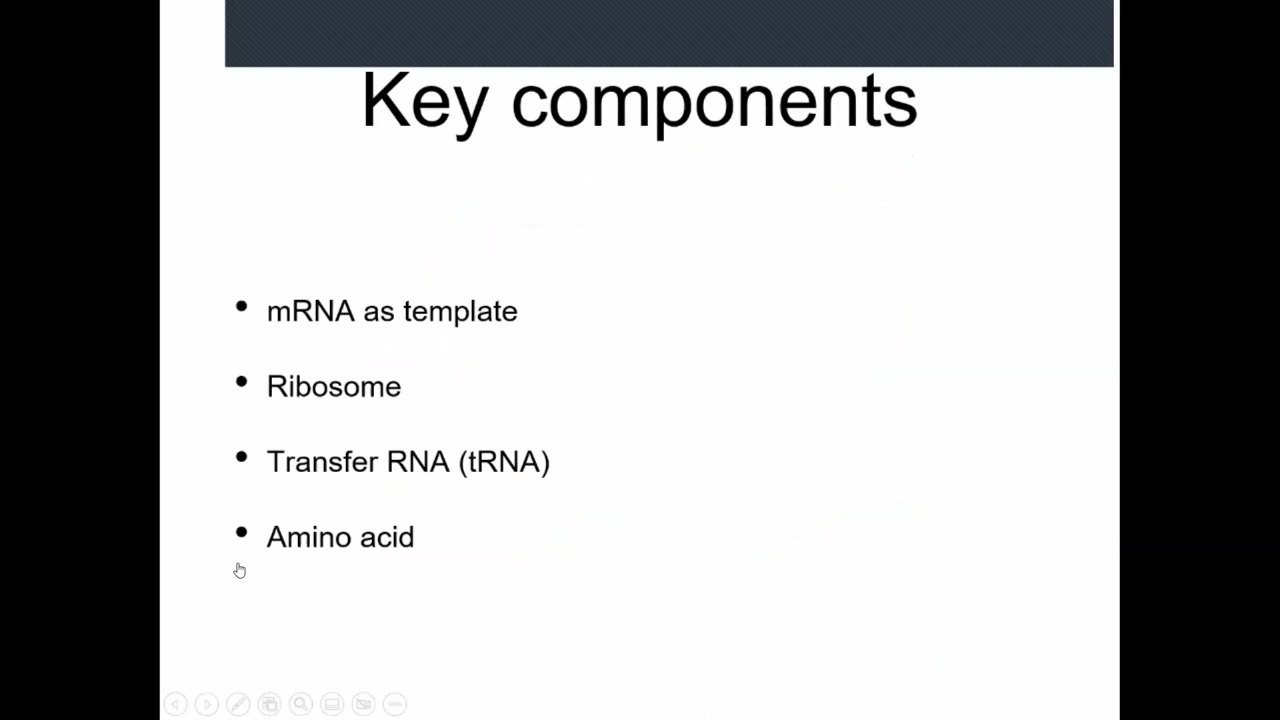 Key components
• mRNA as template
• Ribosome
• Transfer RNA (tRNA)
• Amino acid